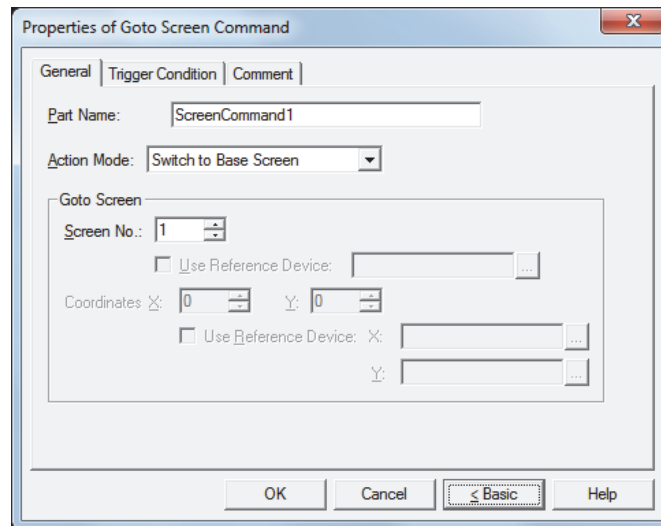 Properties of Goto Screen Command
General Trigger Condition Comment
Part Name: ScreenCommand1
Action Mode: Switch to Base Screen
Goto Screen
Screen No.: 1
Use Reference Device: ...
Coordinates X: 0 Y: 0
Use Reference Device: X: ...
Y: ...
OK Cancel < Basic Help